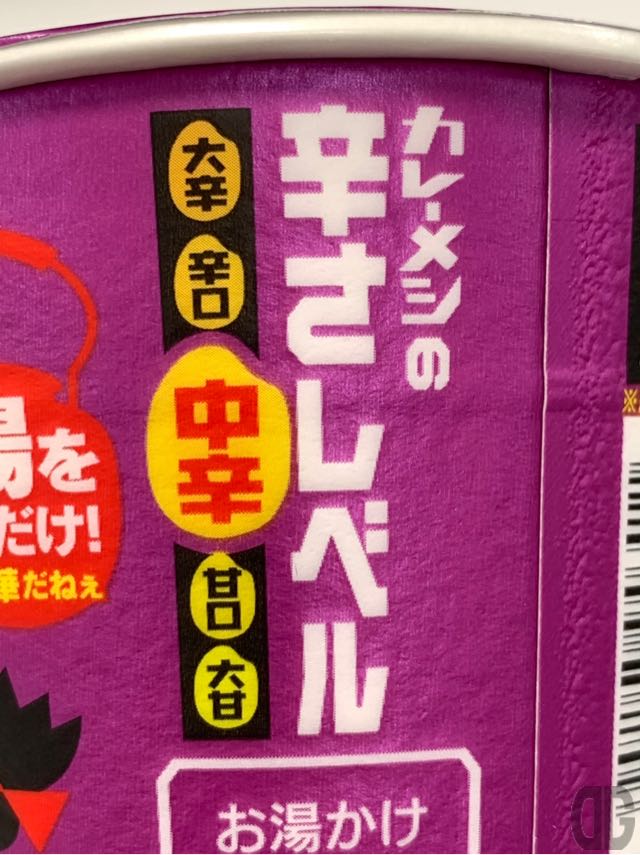 カレーメシの
辛さレベル
大辛
辛口
中辛
甘口
大甘
湯を
だけ!
華だねぇ
お湯かけ
※
DG